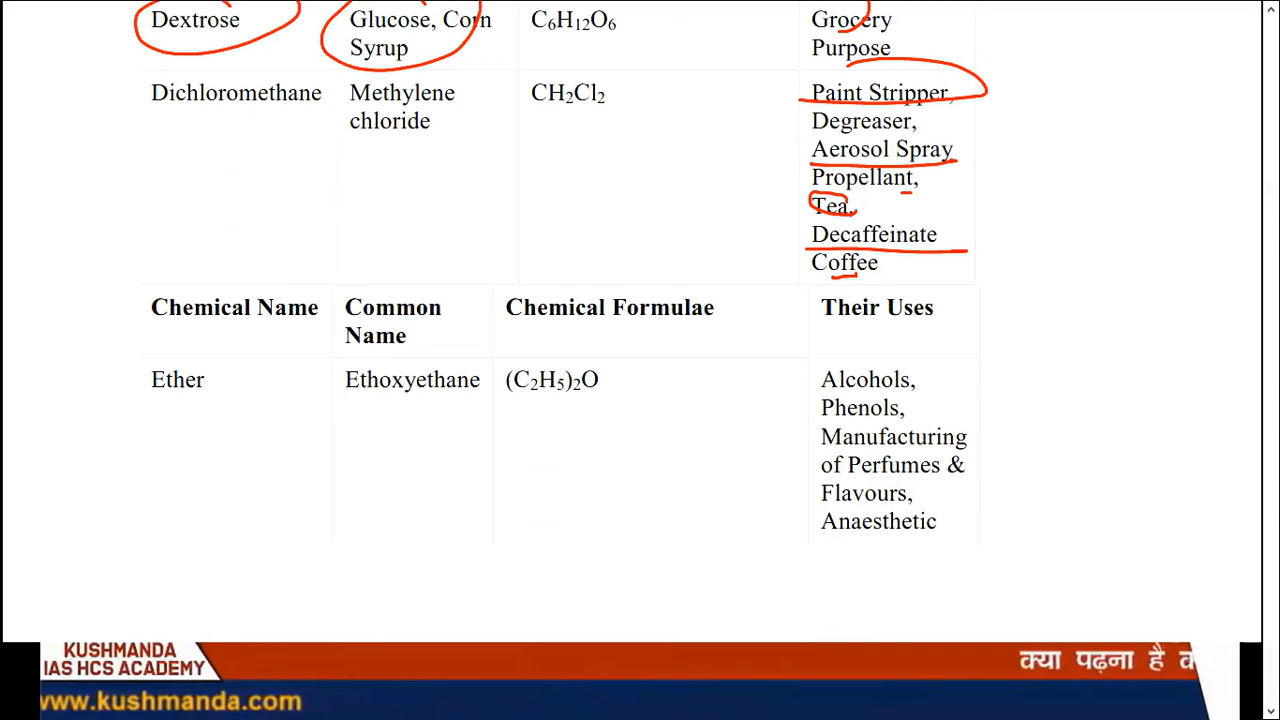 Dextrose Glucose, Corn C₆H₁₂O₆ Grocery
Syrup Purpose
Dichloromethane Methylene CH₂Cl₂ Paint Stripper,
chloride Degreaser,
Aerosol Spray
Propellant,
Tea,
Decaffeinate
Coffee
Chemical Name Common Chemical Formulae Their Uses
Name
Ether Ethoxyethane (C₂H₅)₂O Alcohols,
Phenols,
Manufacturing
of Perfumes &
Flavours,
Anaesthetic
KUSHMANDA
IAS HCS ACADEMY
क्या पढ़ना है
www.kushmanda.com